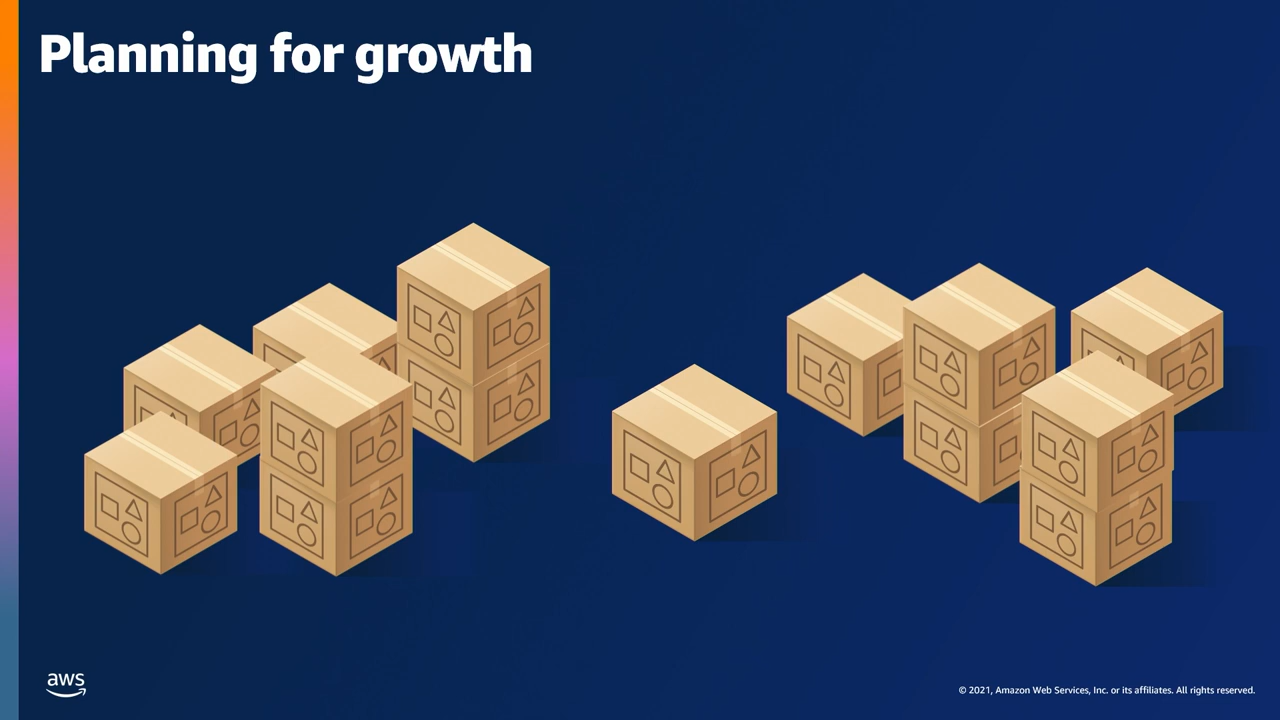 Planning for growth
aws
© 2021, Amazon Web Services, Inc. or its affiliates. All rights reserved.